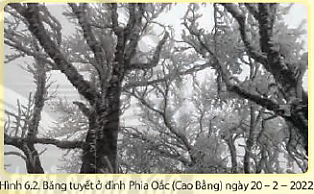 Hình 6.2. Băng tuyết ở đỉnh Phia Oắc (Cao Bằng) ngày 20 – 2 – 2022